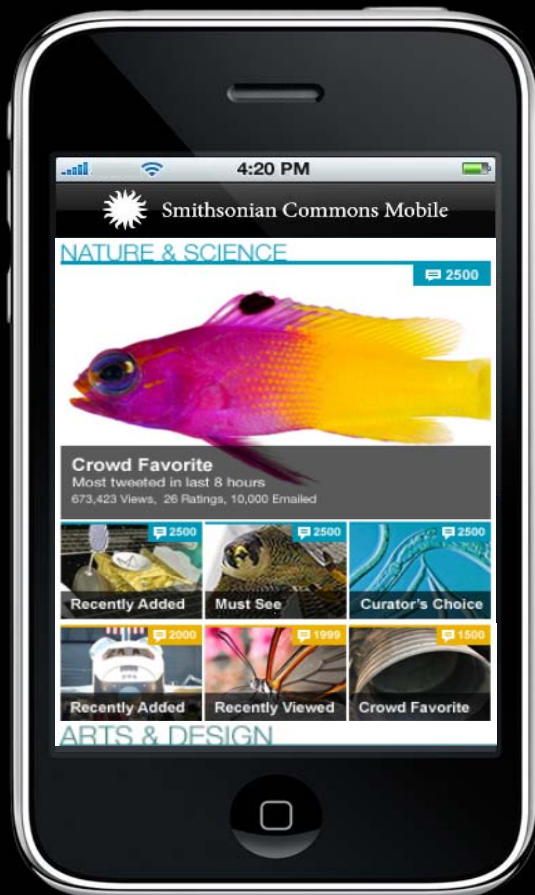 4:20 PM
Smithsonian Commons Mobile
NATURE & SCIENCE
2500
Crowd Favorite
Most tweeted in last 8 hours
673,423 Views, 26 Ratings, 10,000 Emailed
2500 2500 2500
Recently Added Must See Curator's Choice
2000 1999 1500
Recently Added Recently Viewed Crowd Favorite
ARTS & DESIGN